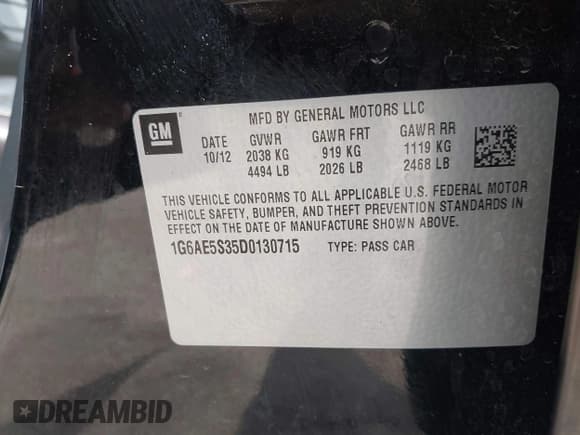 GM
MFD BY GENERAL MOTORS LLC
DATE GVWR GAWR FRT GAWR RR
10/12 2038 KG 919 KG 1119 KG
4494 LB 2026 LB 2468 LB
THIS VEHICLE CONFORMS TO ALL APPLICABLE U.S. FEDERAL MOTOR
VEHICLE SAFETY, BUMPER, AND THEFT PREVENTION STANDARDS IN
EFFECT ON THE DATE OF MANUFACTURE SHOWN ABOVE.
1G6AE5S35D0130715 TYPE: PASS CAR
DREAMBID